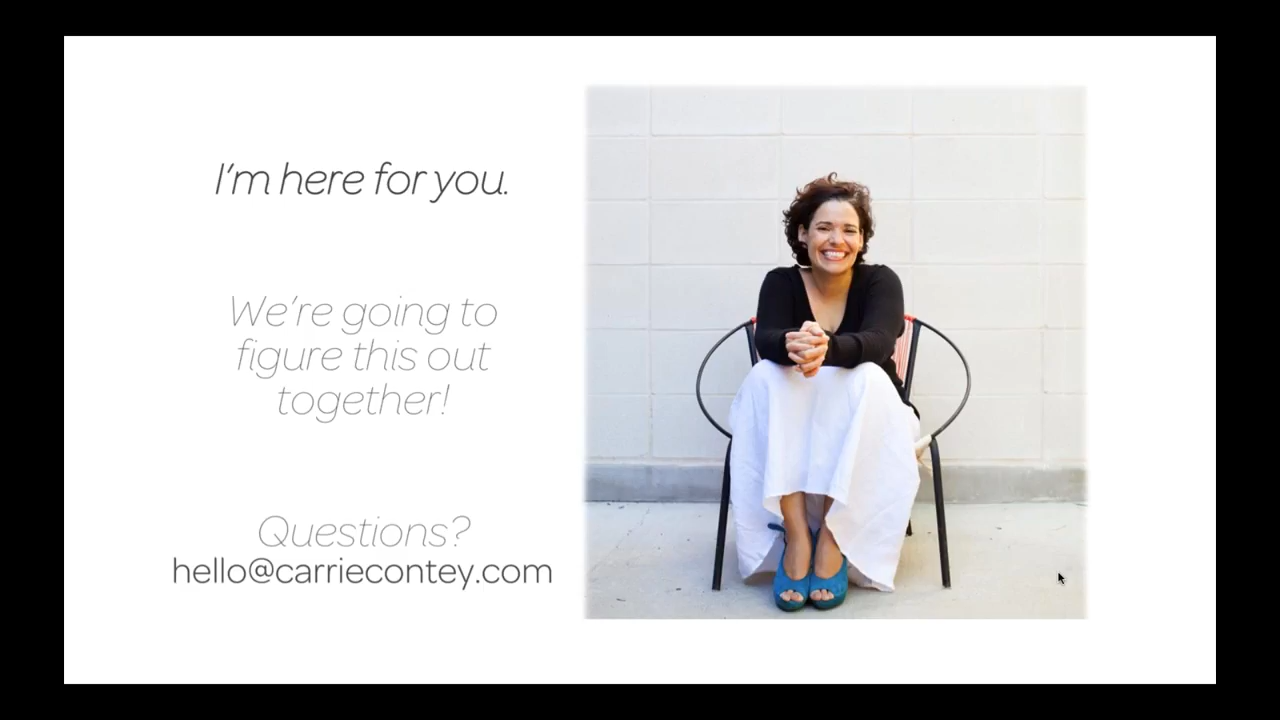 I'm here for you.
We're going to
figure this out
together!
Questions?
hello@carriecontey.com